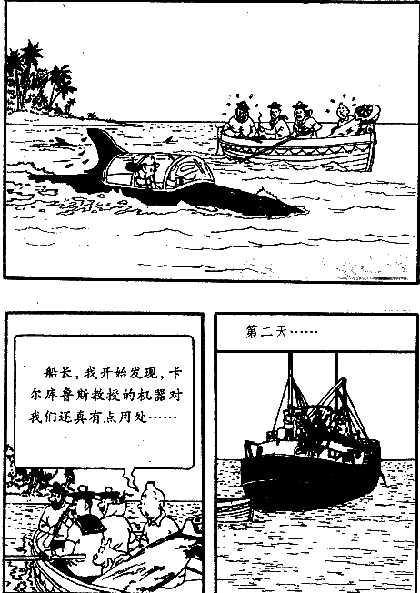 船长，我开始发现，卡
尔库鲁斯教授的机器对
我们还真有点用处……
第二天……